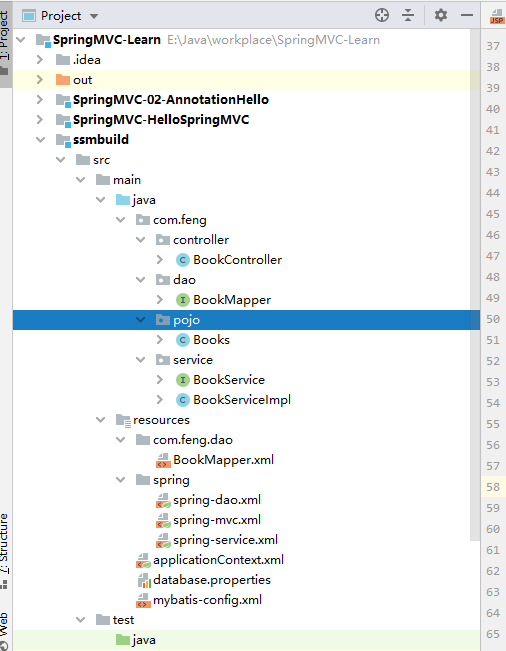 Project
JSP
1: Project
SpringMVC-Learn E:\Java\workplace\SpringMVC-Learn
.idea
out
SpringMVC-02-AnnotationHello
SpringMVC-HelloSpringMVC
ssmbuild
src
main
java
com.feng
controller
BookController
dao
BookMapper
pojo
Books
service
BookService
BookServiceImpl
resources
com.feng.dao
BookMapper.xml
spring
spring-dao.xml
spring-mvc.xml
spring-service.xml
applicationContext.xml
database.properties
mybatis-config.xml
test
java
7: Structure
Web
37
38
39
40
41
42
43
44
45
46
47
48
49
50
51
52
53
54
55
56
57
58
59
60
61
62
63
64
65